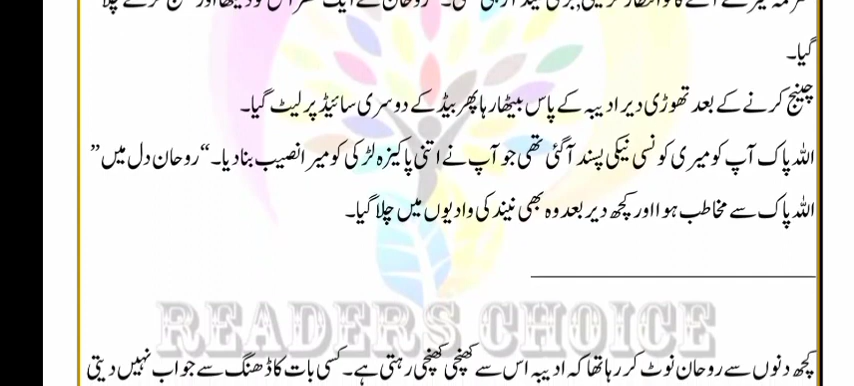 گیا۔
چینج کرنے کے بعد تھوڑی دیر ادیبہ کے پاس بیٹھا رہا پھر بیڈ کے دوسری سائیڈ پر لیٹ گیا۔
اللہ پاک آپ کو میری کونسی نیکی پسند آگئی تھی جو آپ نے اتنی پاکیزہ لڑکی کو میرا نصیب بنا دیا۔“ روحان دل میں”
اللہ پاک سے مخاطب ہوا اور کچھ دیر بعد وہ بھی نیند کی وادیوں میں چلا گیا۔
READERS CHOICE
کچھ دنوں سے روحان نوٹ کر رہا تھا کہ ادیبہ اس سے کھنچی کھنچی رہتی ہے۔ کسی بات کا ڈھنگ سے جواب نہیں دیتی